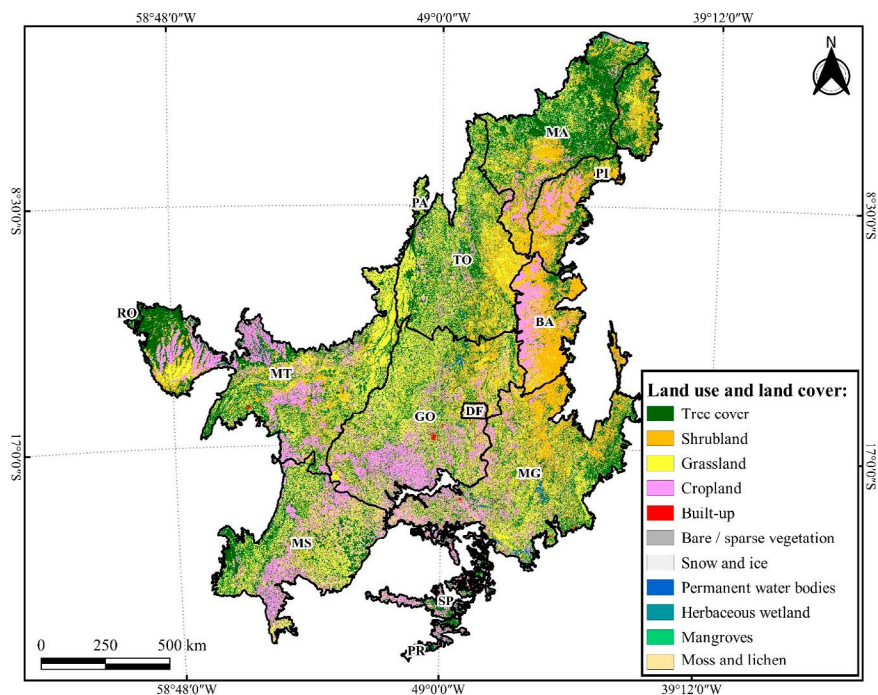 58°48′0″W 49°0′0″W 39°12′0″W
N
MA
PI
PA
8°30′0″S
8°30′0″S
TO
RO
BA
MT
GO
DF
17°0′0″S
17°0′0″S
MG
MS
SP
PR
Land use and land cover:
Tree cover
Shrubland
Grassland
Cropland
Built-up
Bare / sparse vegetation
Snow and ice
Permanent water bodies
Herbaceous wetland
Mangroves
Moss and lichen
0 250 500 km
58°48′0″W 49°0′0″W 39°12′0″W